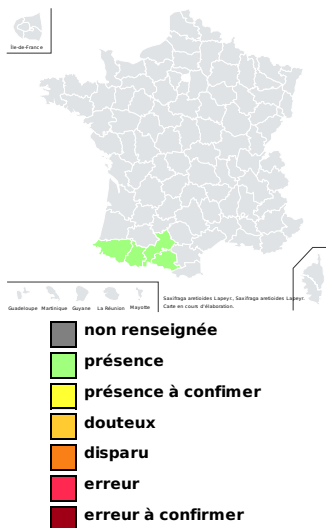 Île-de-France
Guadeloupe Martinique Guyane La Réunion Mayotte
Saxifraga aretioides Lapeyr., Saxifraga aretioides Lapeyr.
Carte en cours d'élaboration.
non renseignée
présence
présence à confimer
douteux
disparu
erreur
erreur à confirmer